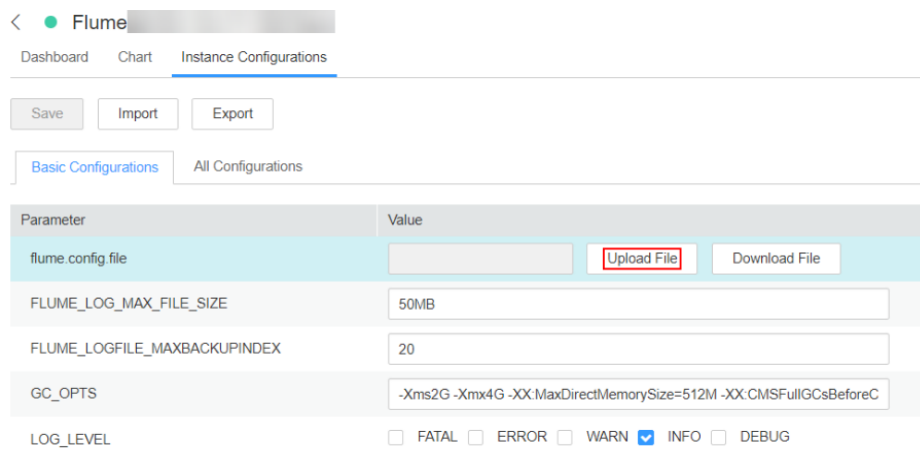 Flume
Dashboard Chart Instance Configurations
Save Import Export
Basic Configurations All Configurations
Parameter Value
flume.config.file Upload File Download File
FLUME_LOG_MAX_FILE_SIZE 50MB
FLUME_LOGFILE_MAXBACKUPINDEX 20
GC_OPTS -Xms2G -Xmx4G -XX:MaxDirectMemorySize=512M -XX:CMSFullGCsBeforeC
LOG_LEVEL FATAL ERROR WARN INFO DEBUG